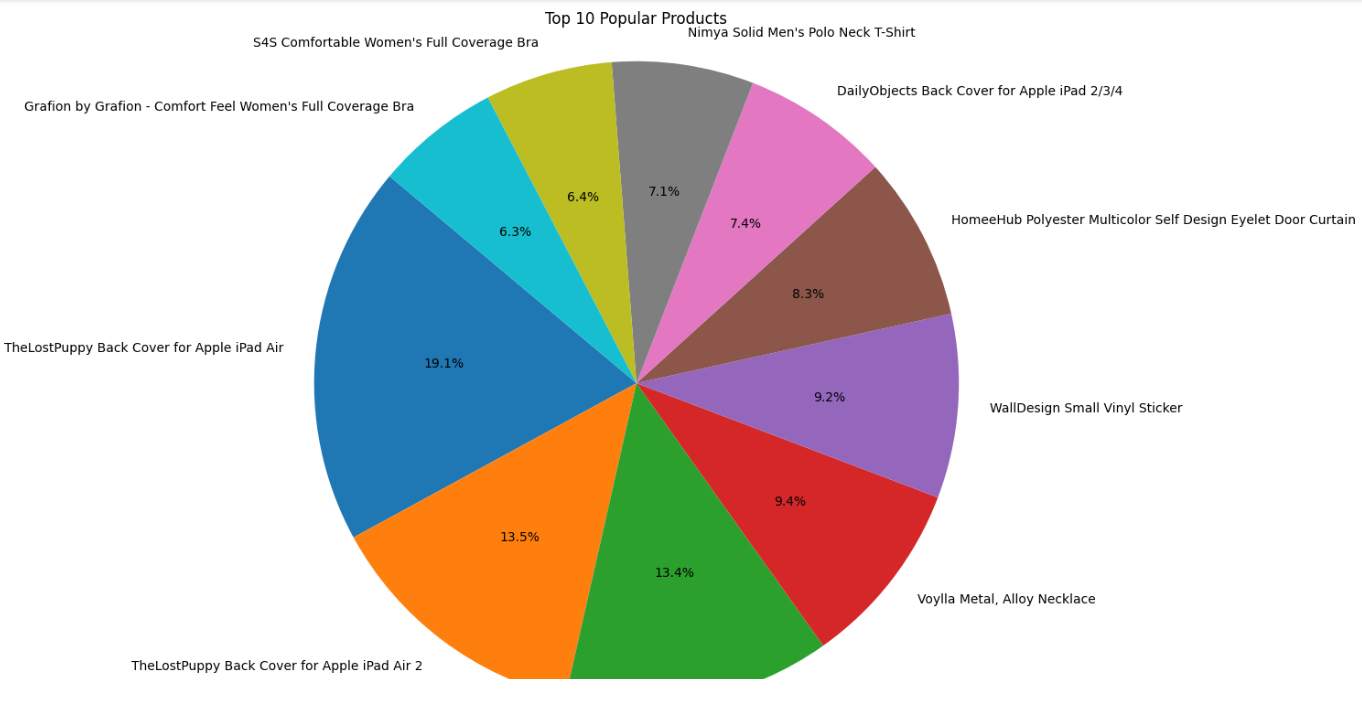 Top 10 Popular Products
Nimya Solid Men's Polo Neck T-Shirt
S4S Comfortable Women's Full Coverage Bra
DailyObjects Back Cover for Apple iPad 2/3/4
Grafion by Grafion - Comfort Feel Women's Full Coverage Bra
7.1%
6.4%
HomeeHub Polyester Multicolor Self Design Eyelet Door Curtain
7.4%
6.3%
8.3%
TheLostPuppy Back Cover for Apple iPad Air
19.1%
9.2%
WallDesign Small Vinyl Sticker
9.4%
13.5%
13.4%
Voylla Metal, Alloy Necklace
TheLostPuppy Back Cover for Apple iPad Air 2